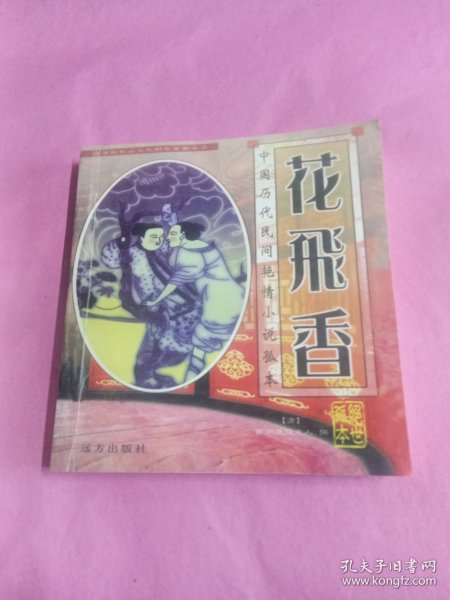 花飛香
中国历代民间艳情小说孤本
【清】
远方出版社
孔夫子旧书网
www.kongfz.com